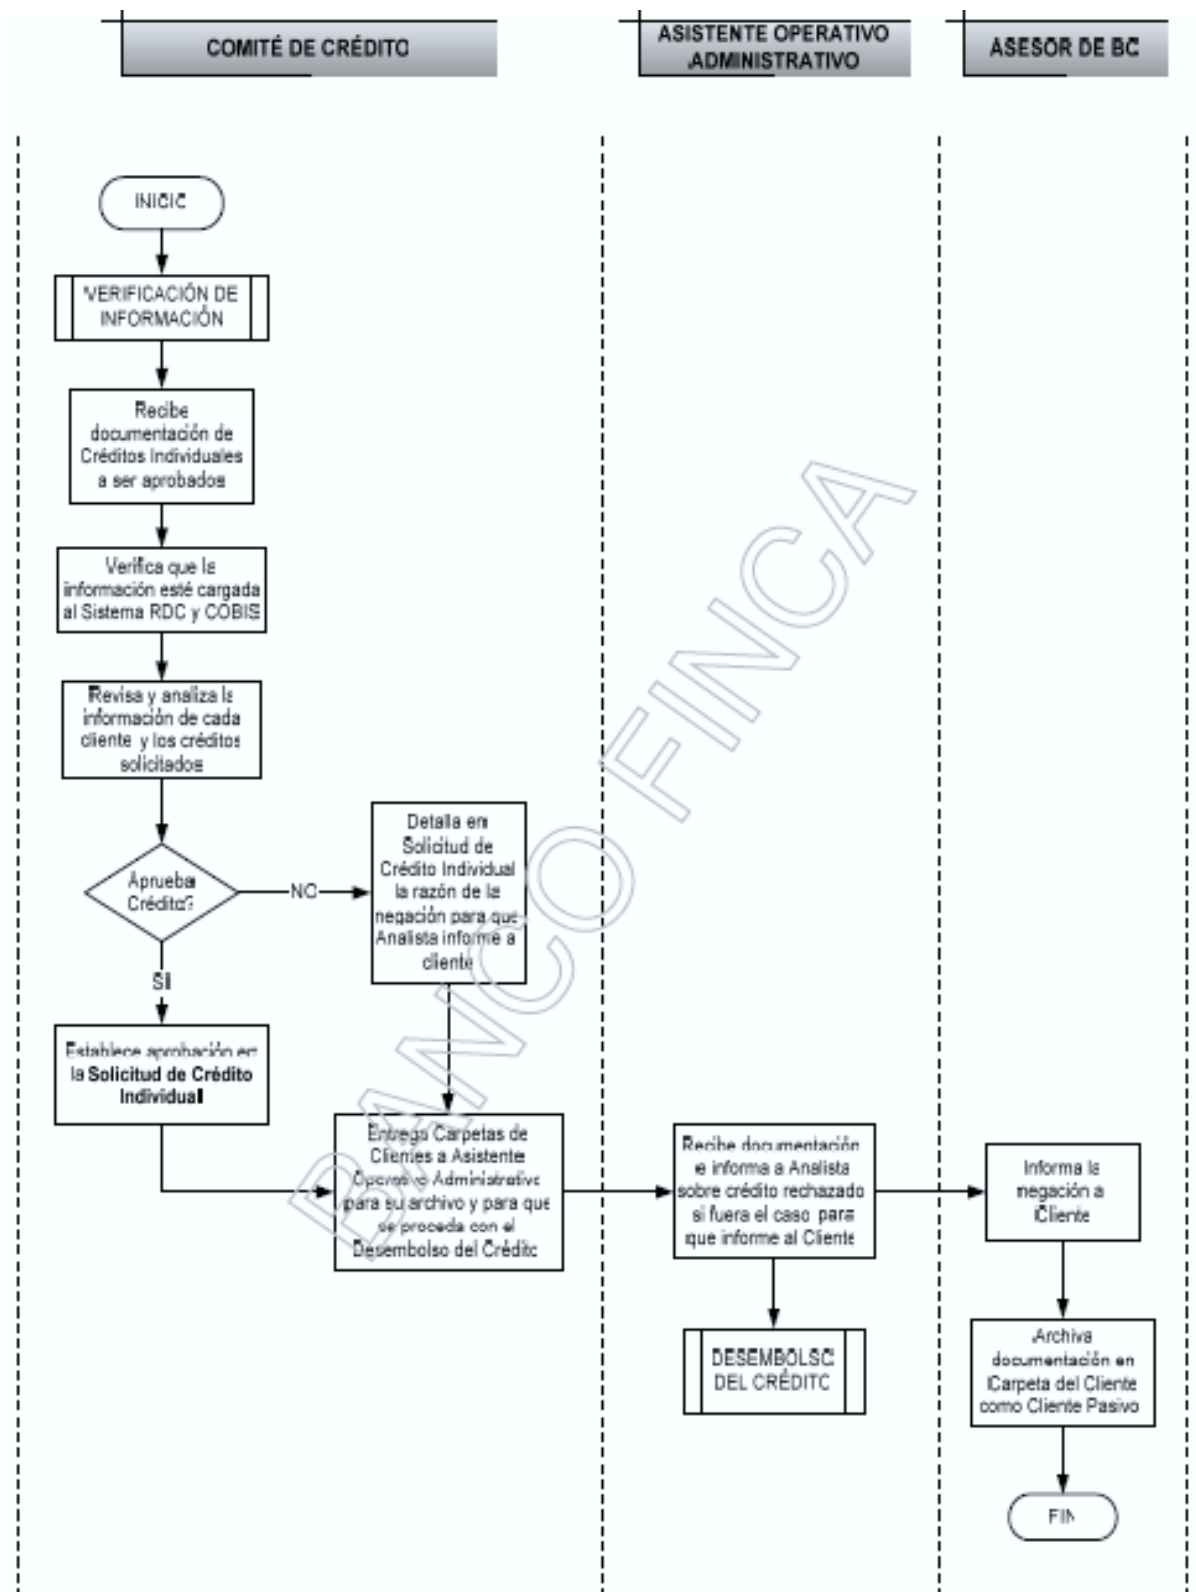 COMITÉ DE CRÉDITO
ASISTENTE OPERATIVO
ADMINISTRATIVO
ASESOR DE BC
INICIO
VERIFICACIÓN DE
INFORMACIÓN
Recibe
documentación de
Créditos Individuales
a ser aprobados
Verifica que la
información esté cargada
al Sistema RDC y COBIS
Revisa y analiza la
información de cada
cliente y los créditos
solicitados
Aprueba
Crédito?
NO
SI
Detalla en
Solicitud de
Crédito Individual
la razón de la
negación para que
Analista informe a
cliente
Establece aprobación en
la Solicitud de Crédito
Individual
Entrega Carpetas de
Clientes a Asistente
Operativo Administrativo
para su archivo y para que
se proceda con el
Desembolso del Crédito
Recibe documentación
e informa a Analista
sobre crédito rechazado
si fuera el caso para
que informe al Cliente
DESEMBOLSO
DEL CRÉDITO
Informa la
negación a
Cliente
Archiva
documentación en
Carpeta del Cliente
como Cliente Pasivo
FIN
BANCO FINCA